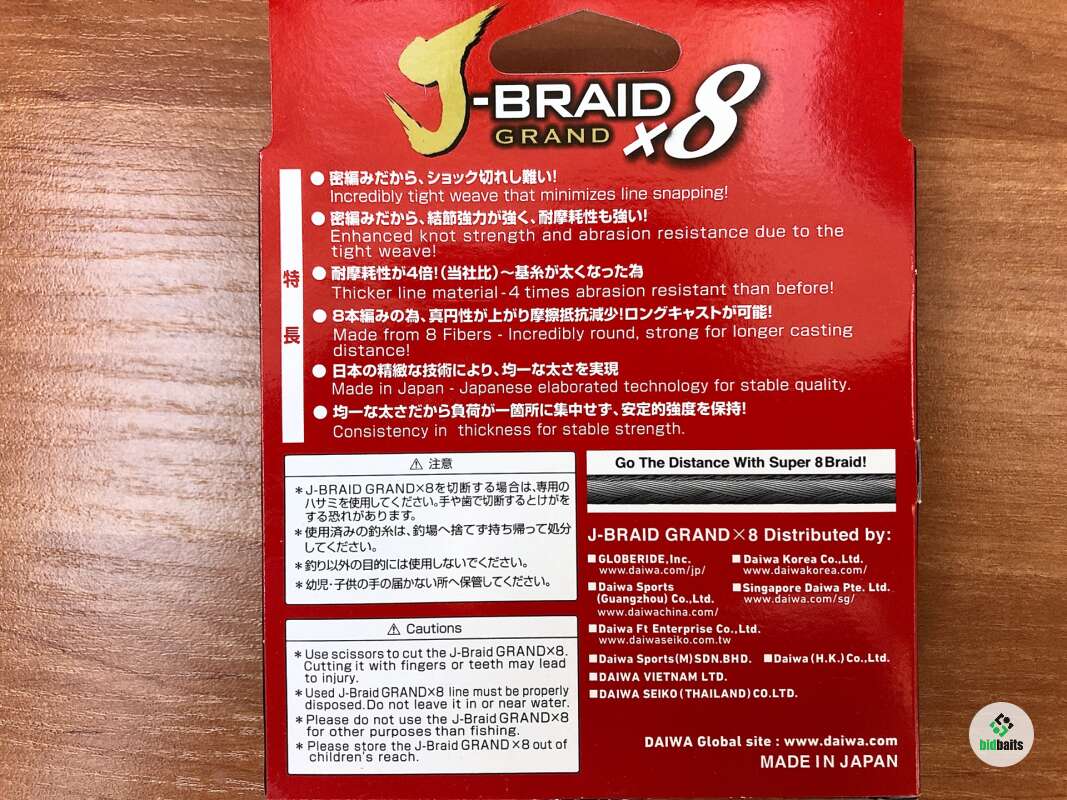 J-BRAID
GRAND ×8
特長
● 密編みだから、ショック切れし難い!
Incredibly tight weave that minimizes line snapping!
● 密編みだから、結節強力が強く、耐摩耗性も強い!
Enhanced knot strength and abrasion resistance due to the
tight weave!
● 耐摩耗性が4倍!(当社比)～基糸が太くなった為
Thicker line material-4 times abrasion resistant than before!
● 8本編みの為、真円性が上がり摩擦抵抗減少!ロングキャストが可能!
Made from 8 Fibers - Incredibly round, strong for longer casting
distance!
● 日本の精緻な技術により、均一な太さを実現
Made in Japan - Japanese elaborated technology for stable quality.
● 均一な太さだから負荷が一箇所に集中せず、安定的強度を保持!
Consistency in thickness for stable strength.
⚠ 注意
*J-BRAID GRAND×8を切断する場合は、専用の
ハサミを使用してください。手や歯で切断するとけがを
する恐れがあります。
*使用済みの釣糸は、釣場へ捨てず持ち帰って処分
してください。
*釣り以外の目的には使用しないでください。
*幼児・子供の手の届かない所へ保管してください。
⚠ Cautions
*Use scissors to cut the J-Braid GRAND×8.
Cutting it with fingers or teeth may lead
to injury.
*Used J-Braid GRAND×8 line must be properly
disposed. Do not leave it in or near water.
*Please do not use the J-Braid GRAND×8
for other purposes than fishing.
*Please store the J-Braid GRAND×8 out of
children's reach.
Go The Distance With Super 8Braid!
J-BRAID GRAND×8 Distributed by:
■GLOBERIDE,Inc.
www.daiwa.com/jp/
■Daiwa Korea Co.,Ltd.
www.daiwakorea.com/
■Daiwa Sports
(Guangzhou) Co.,Ltd.
www.daiwachina.com/
■Singapore Daiwa Pte. Ltd.
www.daiwa.com/sg/
■Daiwa Ft Enterprise Co.,Ltd.
www.daiwaseiko.com.tw
■Daiwa Sports(M)SDN.BHD. ■Daiwa(H.K.)Co.,Ltd.
■DAIWA VIETNAM LTD.
■DAIWA SEIKO(THAILAND)CO.LTD.
DAIWA Global site : www.daiwa.com
MADE IN JAPAN
bidbaits